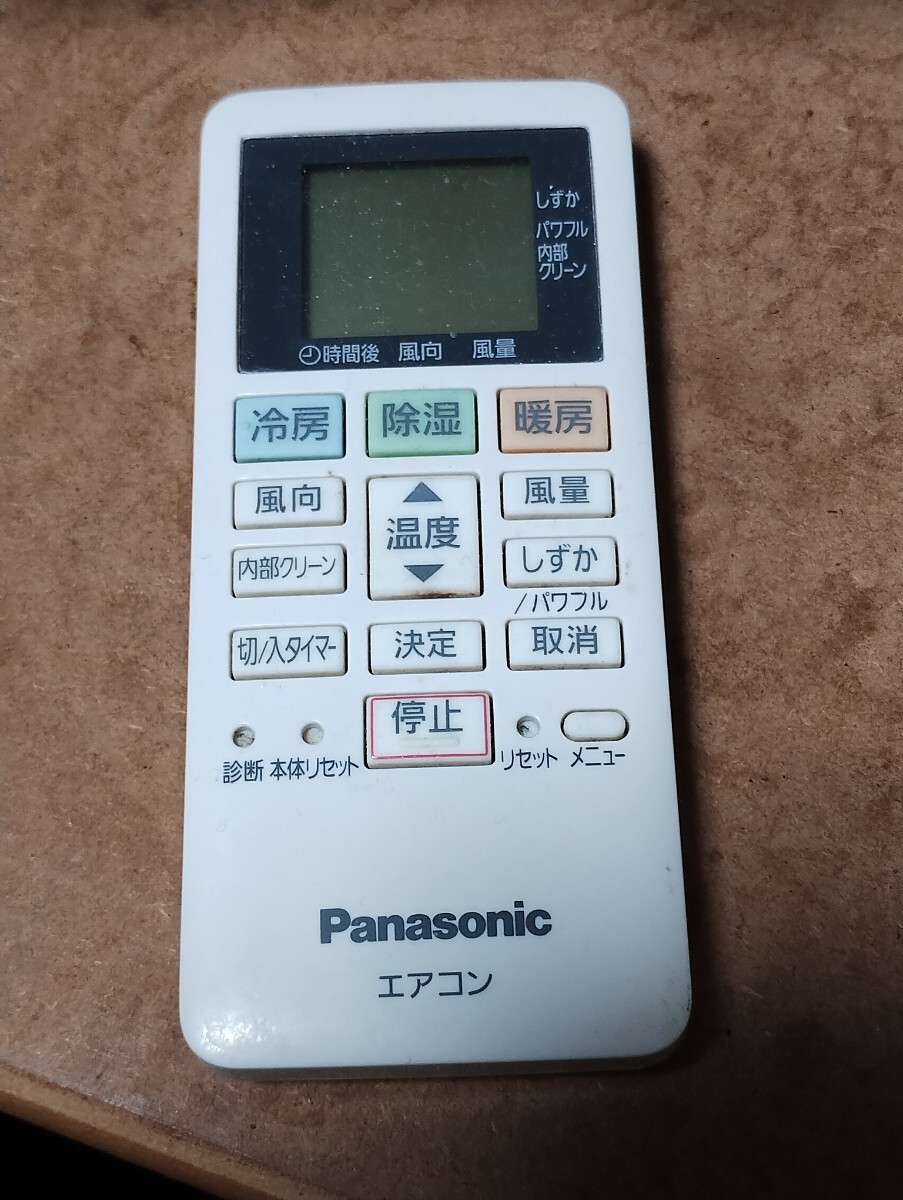 しずか
パワフル
内部
クリーン
時間後 風向 風量
冷房 除湿 暖房
風向 ▲ 風量
温度
内部クリーン ▼ しずか
/パワフル
切/入タイマー 決定 取消
停止
診断 本体リセット リセット メニュー
Panasonic
エアコン